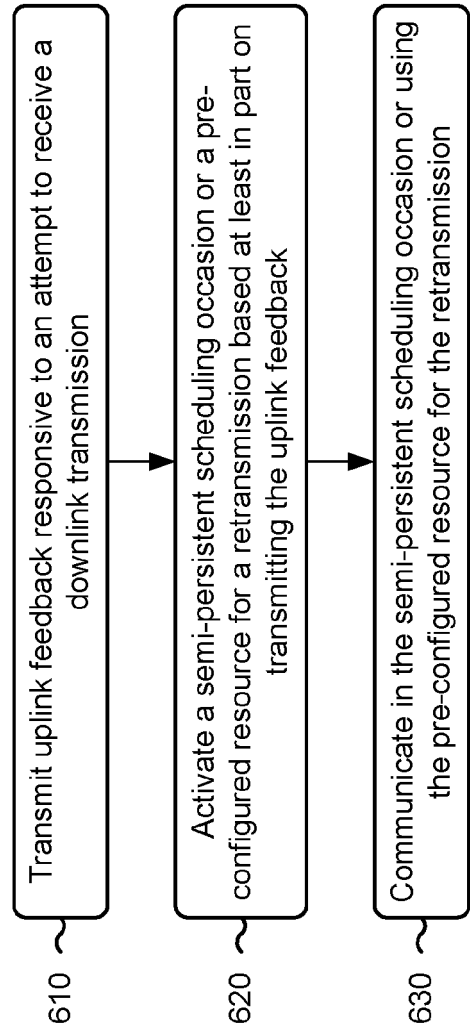 610
Transmit uplink feedback responsive to an attempt to receive a
downlink transmission
620
Activate a semi-persistent scheduling occasion or a pre-
configured resource for a retransmission based at least in part on
transmitting the uplink feedback
630
Communicate in the semi-persistent scheduling occasion or using
the pre-configured resource for the retransmission